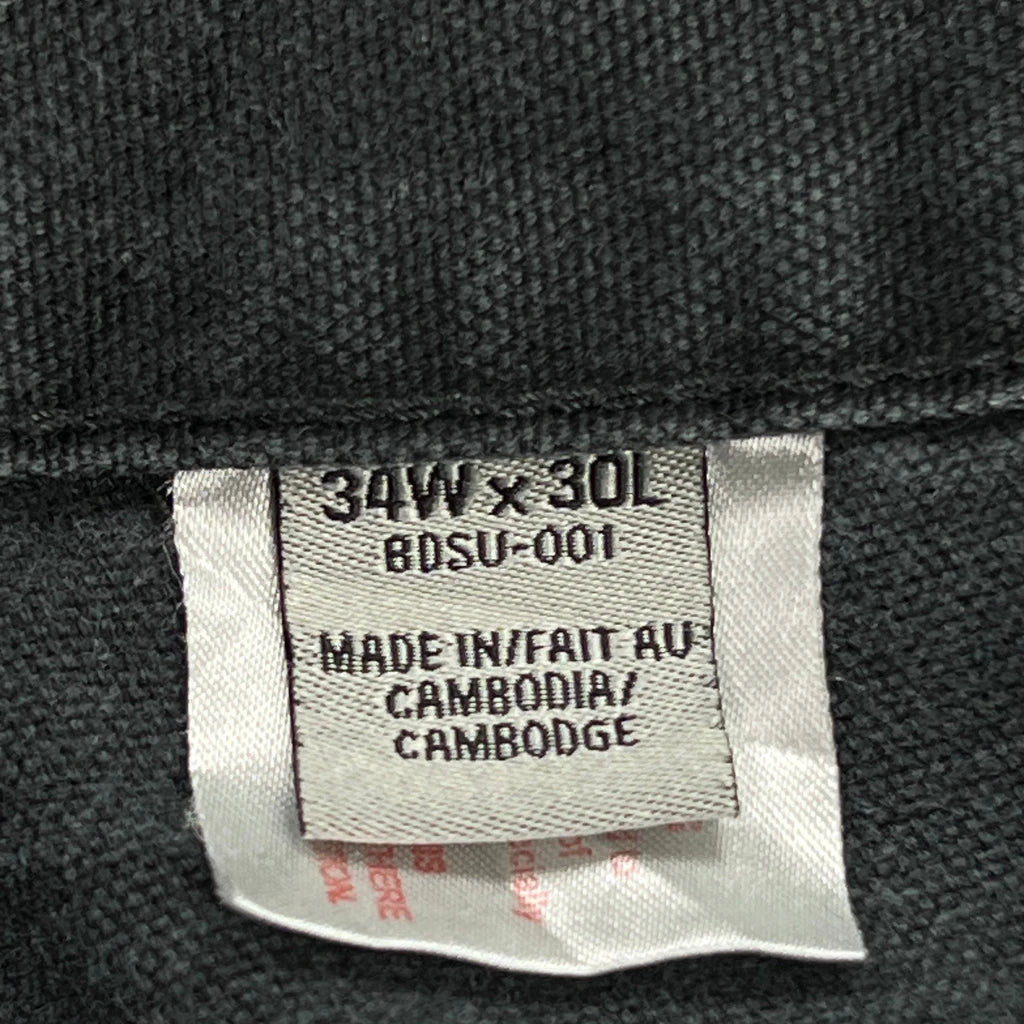 34W x 30L
BDSU-001
MADE IN/FAIT AU
CAMBODIA/
CAMBODGE